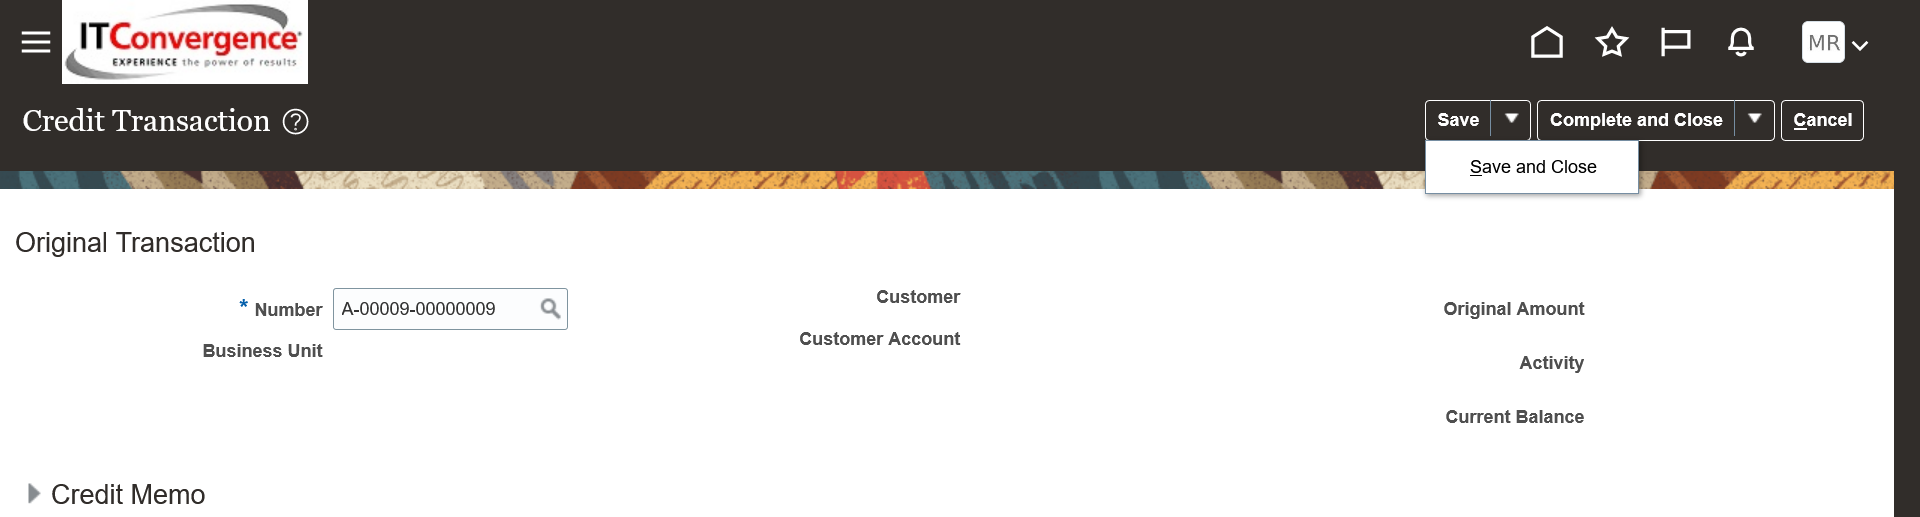 ITConvergence
EXPERIENCE the power of results
MR
Credit Transaction ?
Save
Complete and Close
Cancel
Save and Close
Original Transaction
* Number A-00009-00000009
Business Unit
Customer
Customer Account
Original Amount
Activity
Current Balance
Credit Memo